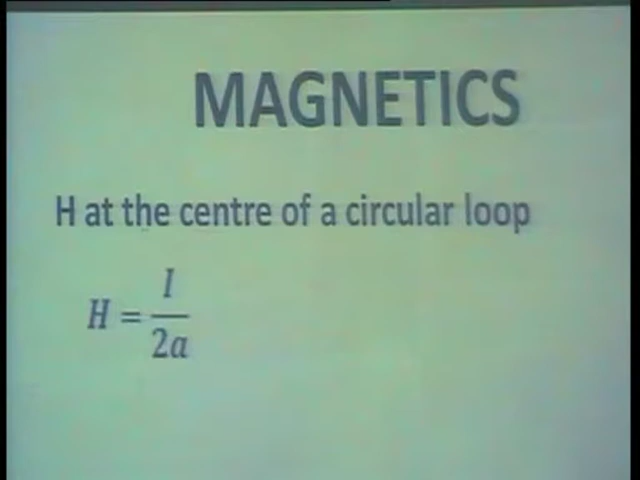 MAGNETICS
H at the centre of a circular loop
H = I/2a